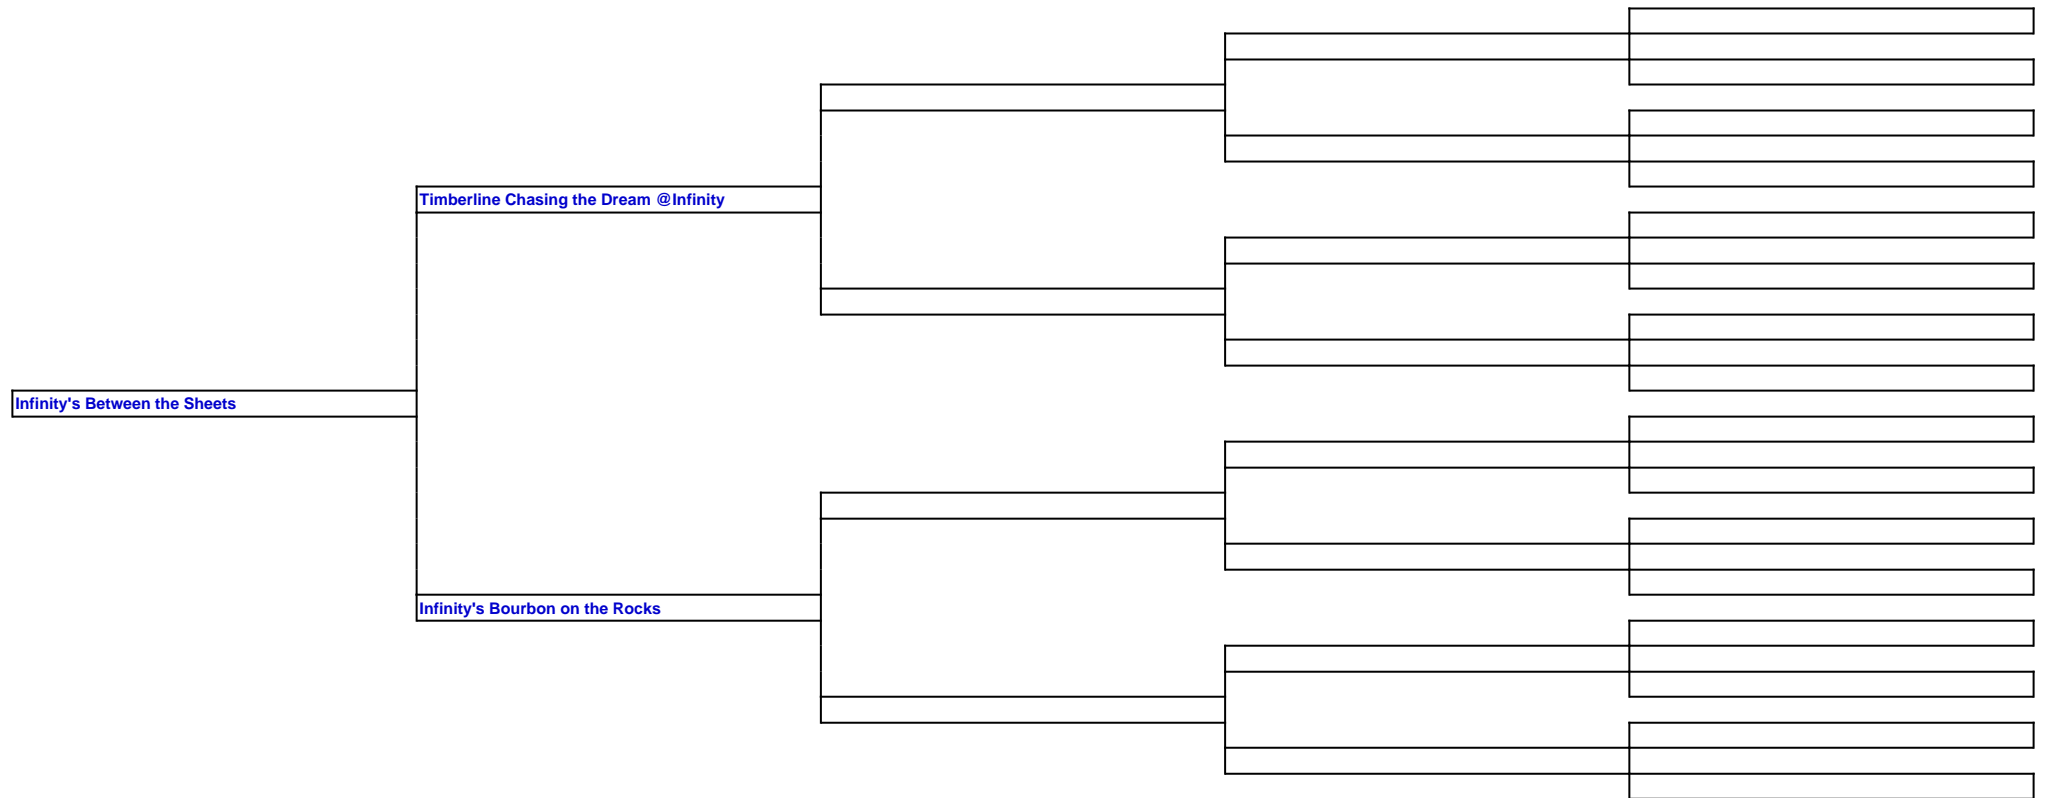 Timberline Chasing the Dream @Infinity
Infinity's Between the Sheets
Infinity's Bourbon on the Rocks